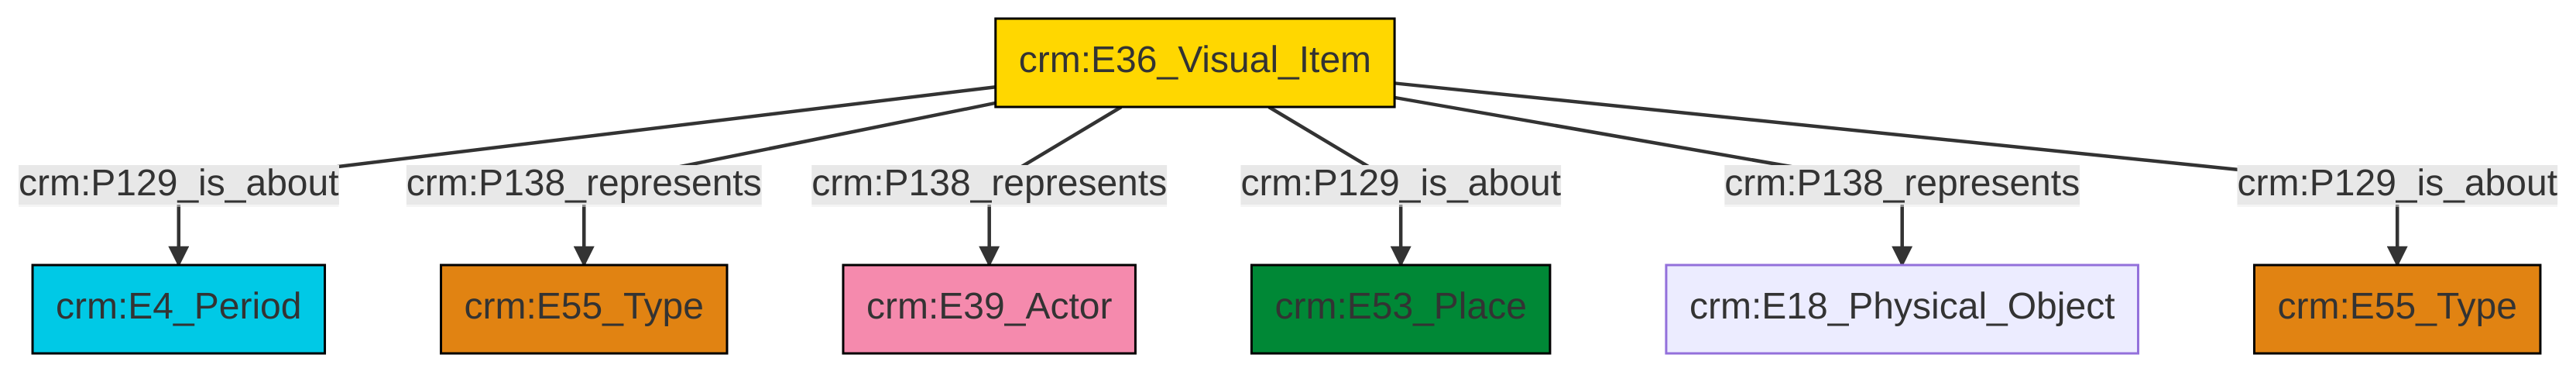 crm:E36_Visual_Item
crm:P129_is_about
crm:P138_represents
crm:P138_represents
crm:P129_is_about
crm:P138_represents
crm:P129_is_about
crm:E4_Period
crm:E55_Type
crm:E39_Actor
crm:E53_Place
crm:E18_Physical_Object
crm:E55_Type